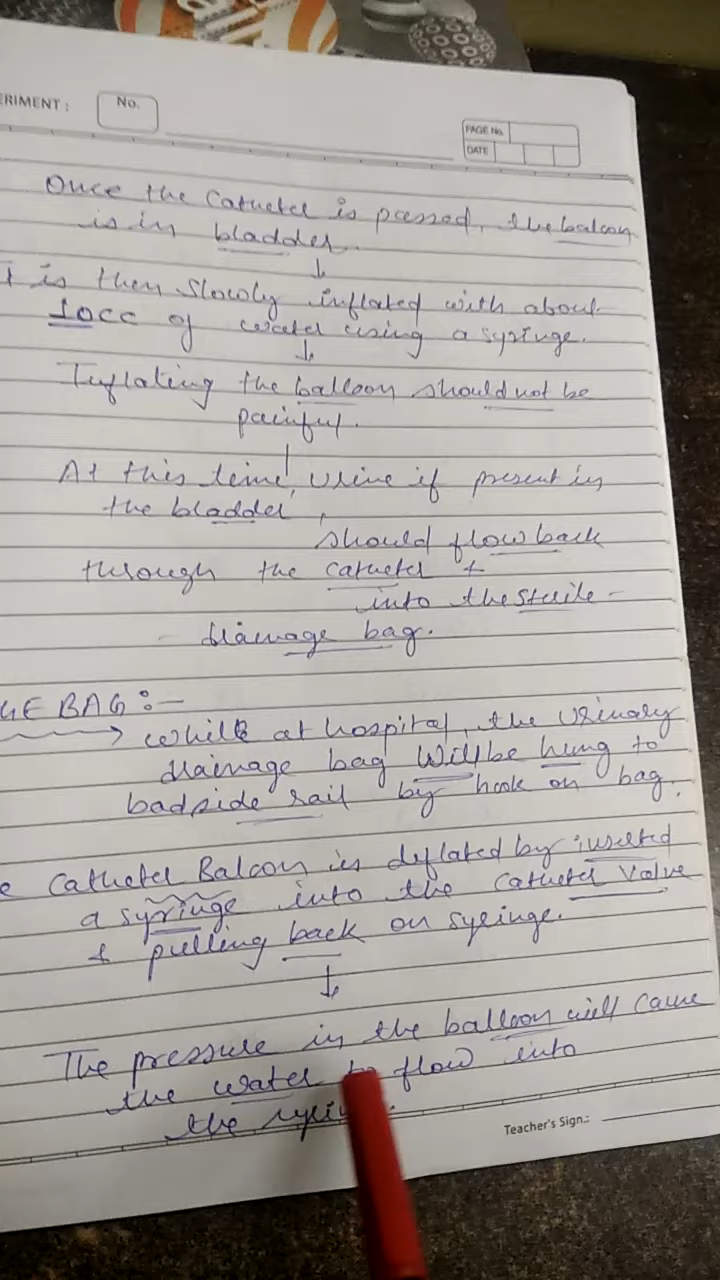 ERIMENT :
No.
PAGE No.
DATE
Once the catheter is passed, the balcon
is in bladder.
↓
t is then slowly inflated with about
10cc of water using a syringe.
↓
Inflating the balloon should not be
painful.
At this time, urine if present in
the bladder,
should flow back
through the catheter &
into the sterile -
- drainage bag.
GE BAG :-
→ while at hospital, the urinary
drainage bag will be hung to
badside rail by hook on bag.
e catheter Balcon is deflated by inserted
a syringe into the catheter valve
& pulling back on syringe.
↓
The pressure in the balloon will cause
the water to flow into
the syrin
Teacher's Sign.: